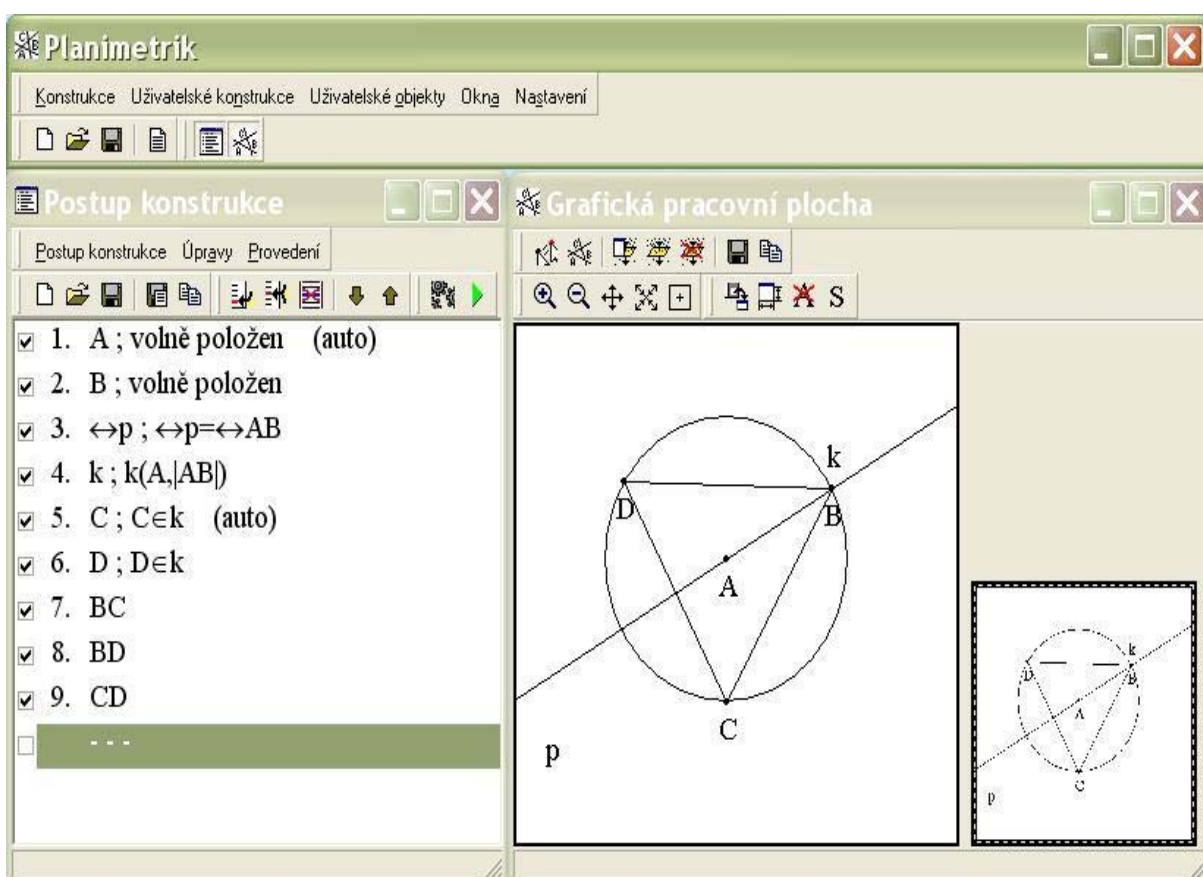 Planimetrik
Konstrukce Uživatelské konstrukce Uživatelské objekty Okna Nastavení
Postup konstrukce
Postup konstrukce Úpravy Provedení
1. A ; volně položen (auto)
2. B ; volně položen
3. ↔p ; ↔p=↔AB
4. k ; k(A,|AB|)
5. C ; C∈k (auto)
6. D ; D∈k
7. BC
8. BD
9. CD
- - -
Grafická pracovní plocha
S
k
D
B
A
C
p
k
D
B
A
C
p